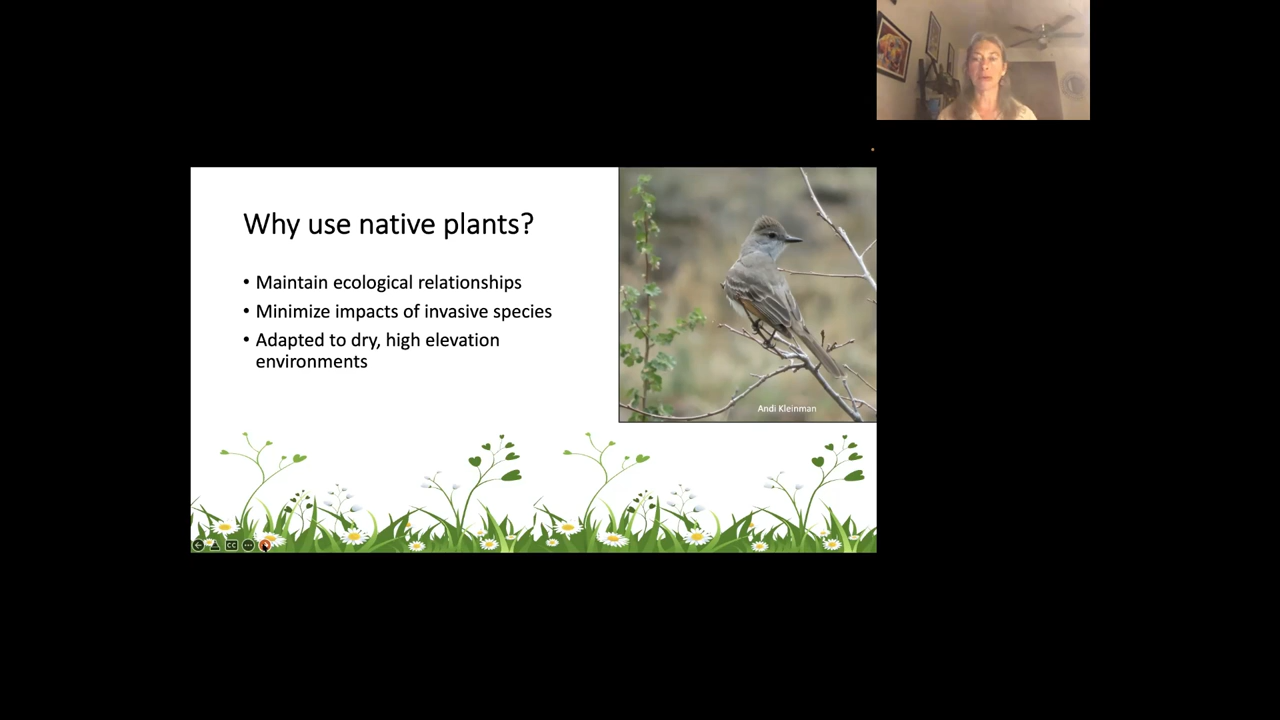 Why use native plants?
• Maintain ecological relationships
• Minimize impacts of invasive species
• Adapted to dry, high elevation
environments
Andi Kleinman
CC